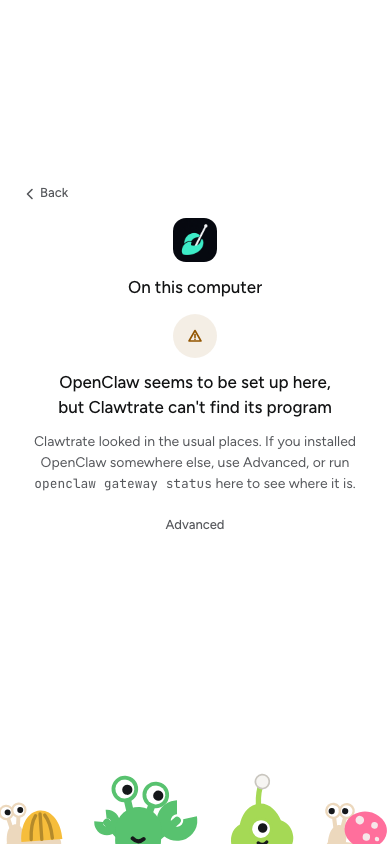 Back
On this computer
OpenClaw seems to be set up here,
but Clawtrate can't find its program
Clawtrate looked in the usual places. If you installed
OpenClaw somewhere else, use Advanced, or run
openclaw gateway status here to see where it is.
Advanced